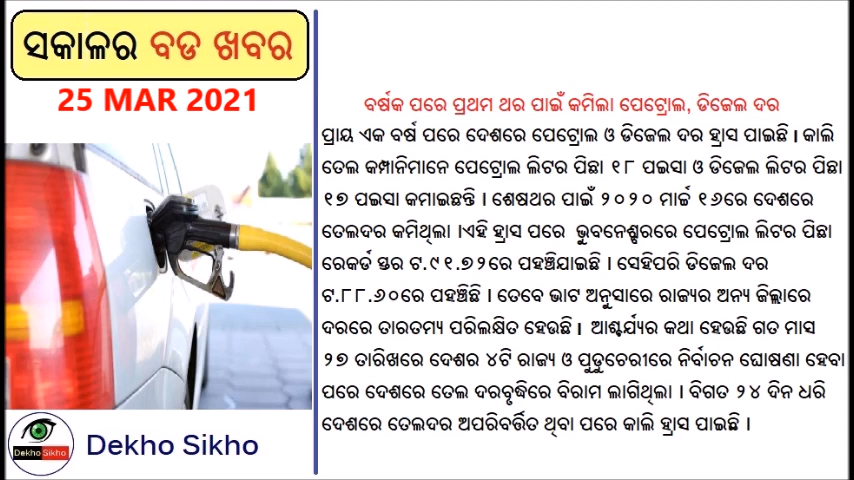 ସକାଳର ବଡ ଖବର
25 MAR 2021
ବର୍ଷକ ପରେ ପ୍ରଥମ ଥର ପାଇଁ କମିଲା ପେଟ୍ରୋଲ, ଡିଜେଲ ଦର
ପ୍ରାୟ ଏକ ବର୍ଷ ପରେ ଦେଶରେ ପେଟ୍ରୋଲ ଓ ଡିଜେଲ ଦର ହ୍ରାସ ପାଇଛି । କାଲି
ତେଲ କମ୍ପାନିମାନେ ପେଟ୍ରୋଲ ଲିଟର ପିଛା ୧୮ ପଇସା ଓ ଡିଜେଲ ଲିଟର ପିଛା
୧୭ ପଇସା କମାଇଛନ୍ତି । ଶେଷଥର ପାଇଁ ୨୦୨୦ ମାର୍ଚ୍ଚ ୧୬ରେ ଦେଶରେ
ତେଲଦର କମିଥିଲା ।ଏହି ହ୍ରାସ ପରେ ଭୁବନେଶ୍ବରରେ ପେଟ୍ରୋଲ ଲିଟର ପିଛା
ରେକର୍ଡ ସ୍ତର ଟ.୯୧.୭୨ରେ ପହଞ୍ଚିଯାଇଛି । ସେହିପରି ଡିଜେଲ ଦର
ଟ.୮୮.୬୦ରେ ପହଞ୍ଚିଛି । ତେବେ ଭାଟ ଅନୁସାରେ ରାଜ୍ୟର ଅନ୍ୟ ଜିଲ୍ଲାରେ
ଦରରେ ତାରତମ୍ୟ ପରିଲକ୍ଷିତ ହେଉଛି । ଆଶ୍ଚର୍ଯ୍ୟର କଥା ହେଉଛି ଗତ ମାସ
୨୭ ତାରିଖରେ ଦେଶର ୪ଟି ରାଜ୍ୟ ଓ ପୁଡୁଚେରୀରେ ନିର୍ବାଚନ ଘୋଷଣା ହେବା
ପରେ ଦେଶରେ ତେଲ ଦରବୃଦ୍ଧିରେ ବିରାମ ଲାଗିଥିଲା । ବିଗତ ୨୪ ଦିନ ଧରି
ଦେଶରେ ତେଲଦର ଅପରିବର୍ତ୍ତିତ ଥିବା ପରେ କାଲି ହ୍ରାସ ପାଇଛି ।
Dekho Sikho
Dekho Sikho